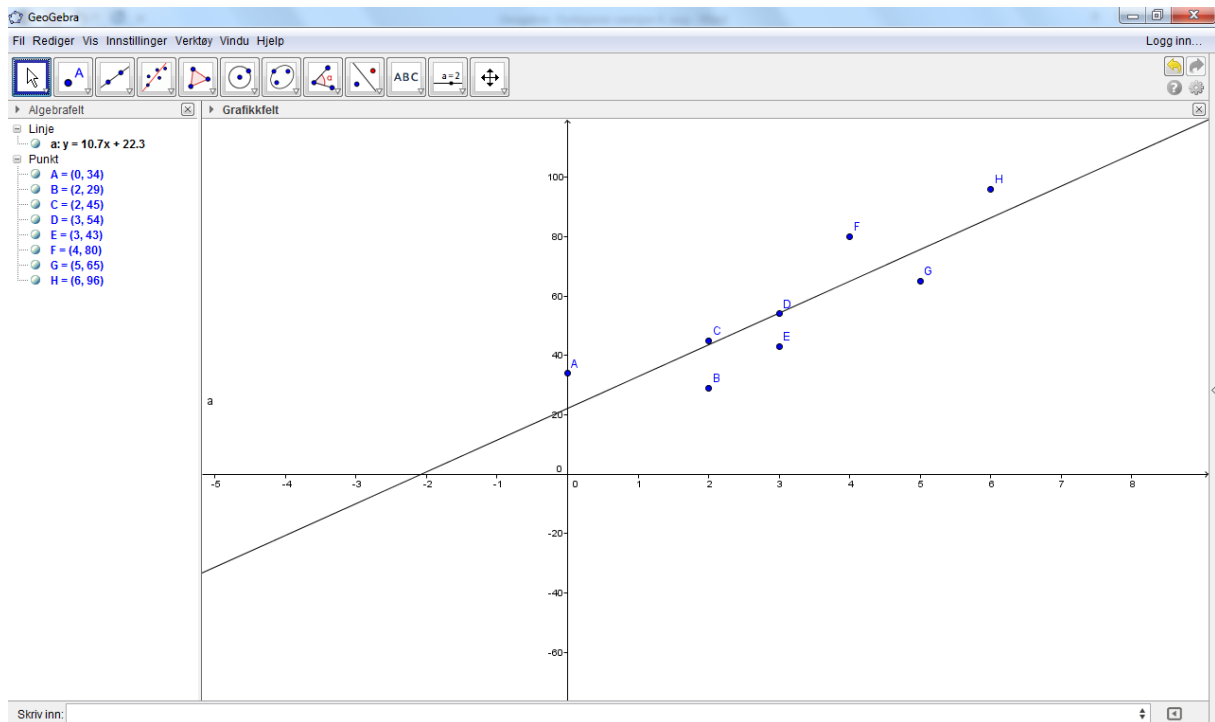 GeoGebra
Fil Rediger Vis Innstillinger Verktøy Vindu Hjelp
Logg inn...
A
α
ABC
a=2
Algebrafelt
Grafikkfelt
Linje
a: y = 10.7x + 22.3
Punkt
A = (0, 34)
B = (2, 29)
C = (2, 45)
D = (3, 54)
E = (3, 43)
F = (4, 80)
G = (5, 65)
H = (6, 96)
100
H
80
F
G
60
D
C
E
40
A
B
a
20
0
-5 -4 -3 -2 -1 0 1 2 3 4 5 6 7 8
-20
-40
-60
Skriv inn: